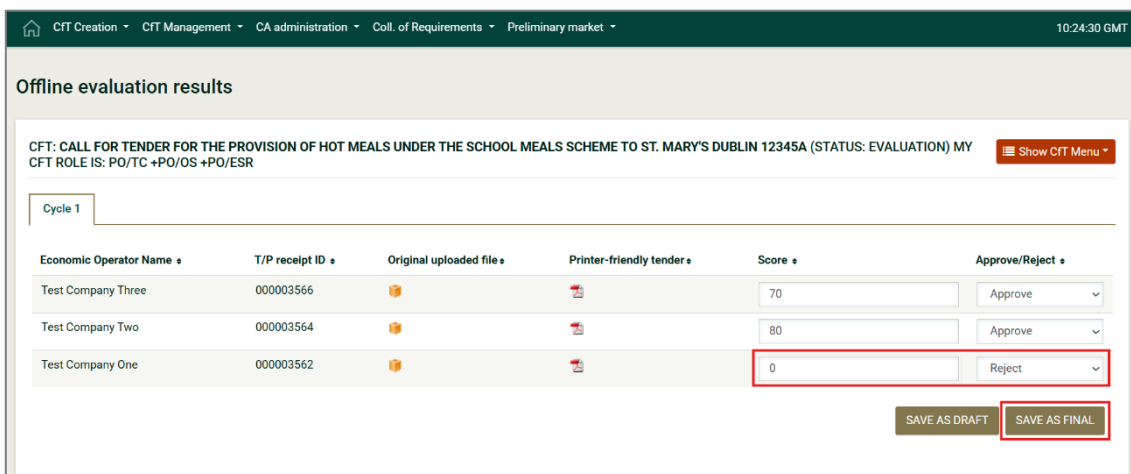 CfT Creation CfT Management CA administration Coll. of Requirements Preliminary market 10:24:30 GMT
Offline evaluation results
CFT: CALL FOR TENDER FOR THE PROVISION OF HOT MEALS UNDER THE SCHOOL MEALS SCHEME TO ST. MARY'S DUBLIN 12345A (STATUS: EVALUATION) MY
CFT ROLE IS: PO/TC +PO/OS +PO/ESR
Show CfT Menu
Cycle 1
Economic Operator Name T/P receipt ID Original uploaded file Printer-friendly tender Score Approve/Reject
Test Company Three 000003566 70 Approve
Test Company Two 000003564 80 Approve
Test Company One 000003562 0 Reject
SAVE AS DRAFT SAVE AS FINAL